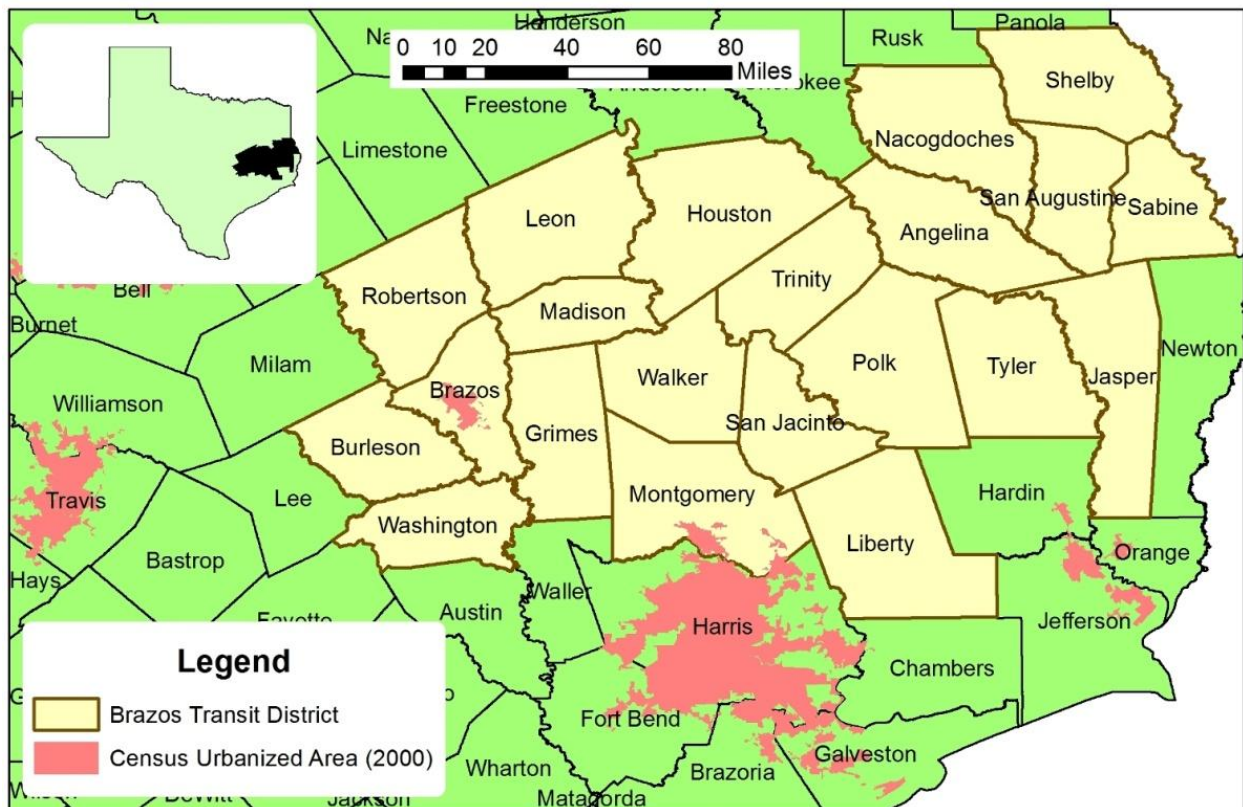 Henderson
Panola
Rusk
0 10 20 40 60 80
Miles
Shelby
Freestone
Nacogdoches
Limestone
San Augustine
Sabine
Leon
Houston
Angelina
Trinity
Robertson
Bell
Madison
Burnet
Milam
Newton
Walker
Polk
Tyler
Jasper
Brazos
Williamson
San Jacinto
Burleson
Grimes
Travis
Lee
Montgomery
Hardin
Washington
Liberty
Orange
Bastrop
Hays
Waller
Austin
Harris
Jefferson
Chambers
Legend
Brazos Transit District
Census Urbanized Area (2000)
Fort Bend
Galveston
Wharton
Brazoria
Matagorda